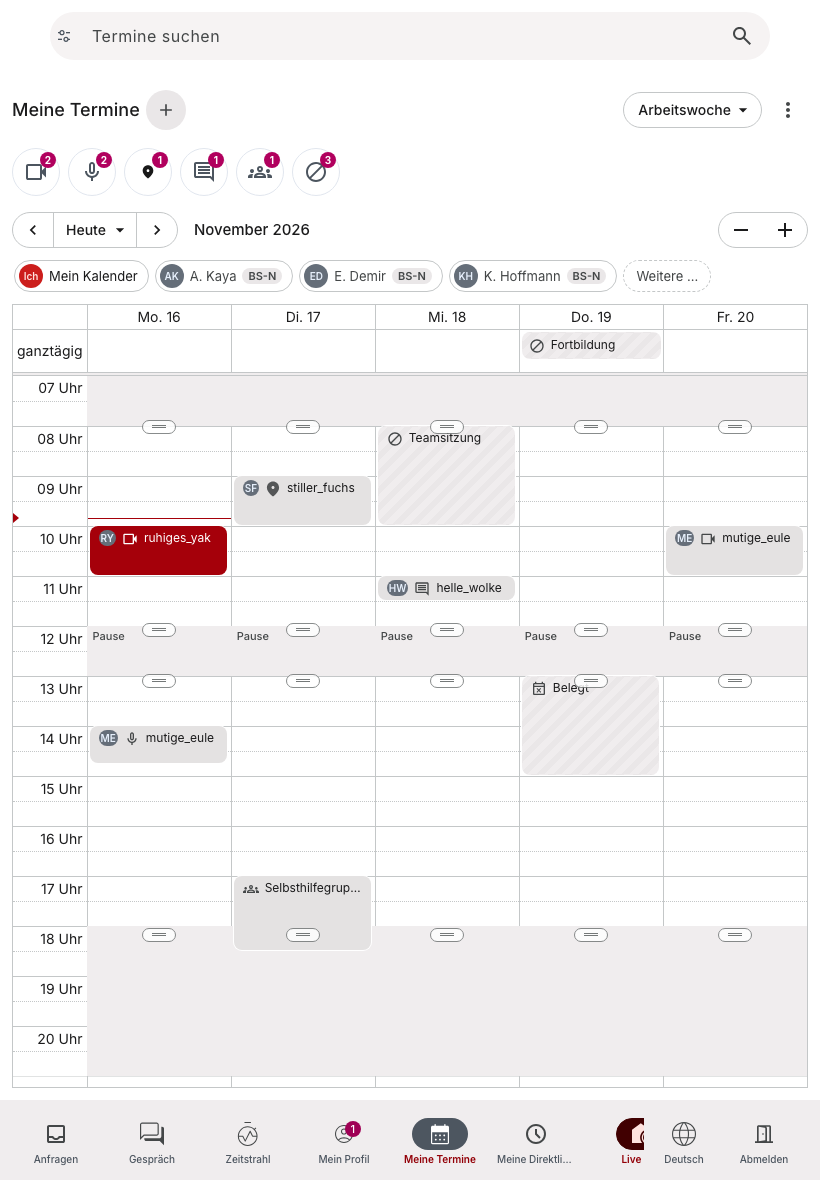 Termine suchen
Meine Termine
Arbeitswoche
2 2 1 1 1 3
Heute
November 2026
Ich Mein Kalender
AK A. Kaya BS-N
ED E. Demir BS-N
KH K. Hoffmann BS-N
Weitere ...
Mo. 16 Di. 17 Mi. 18 Do. 19 Fr. 20
ganztägig Fortbildung
07 Uhr
08 Uhr Teamsitzung
09 Uhr SF stiller_fuchs
10 Uhr RY ruhiges_yak ME mutige_eule
11 Uhr HW helle_wolke
12 Uhr Pause Pause Pause Pause Pause
13 Uhr Belegt
14 Uhr ME mutige_eule
15 Uhr
16 Uhr
17 Uhr Selbsthilfegrup...
18 Uhr
19 Uhr
20 Uhr
1
Anfragen Gespräch Zeitstrahl Mein Profil Meine Termine Meine Direktli... Live Deutsch Abmelden